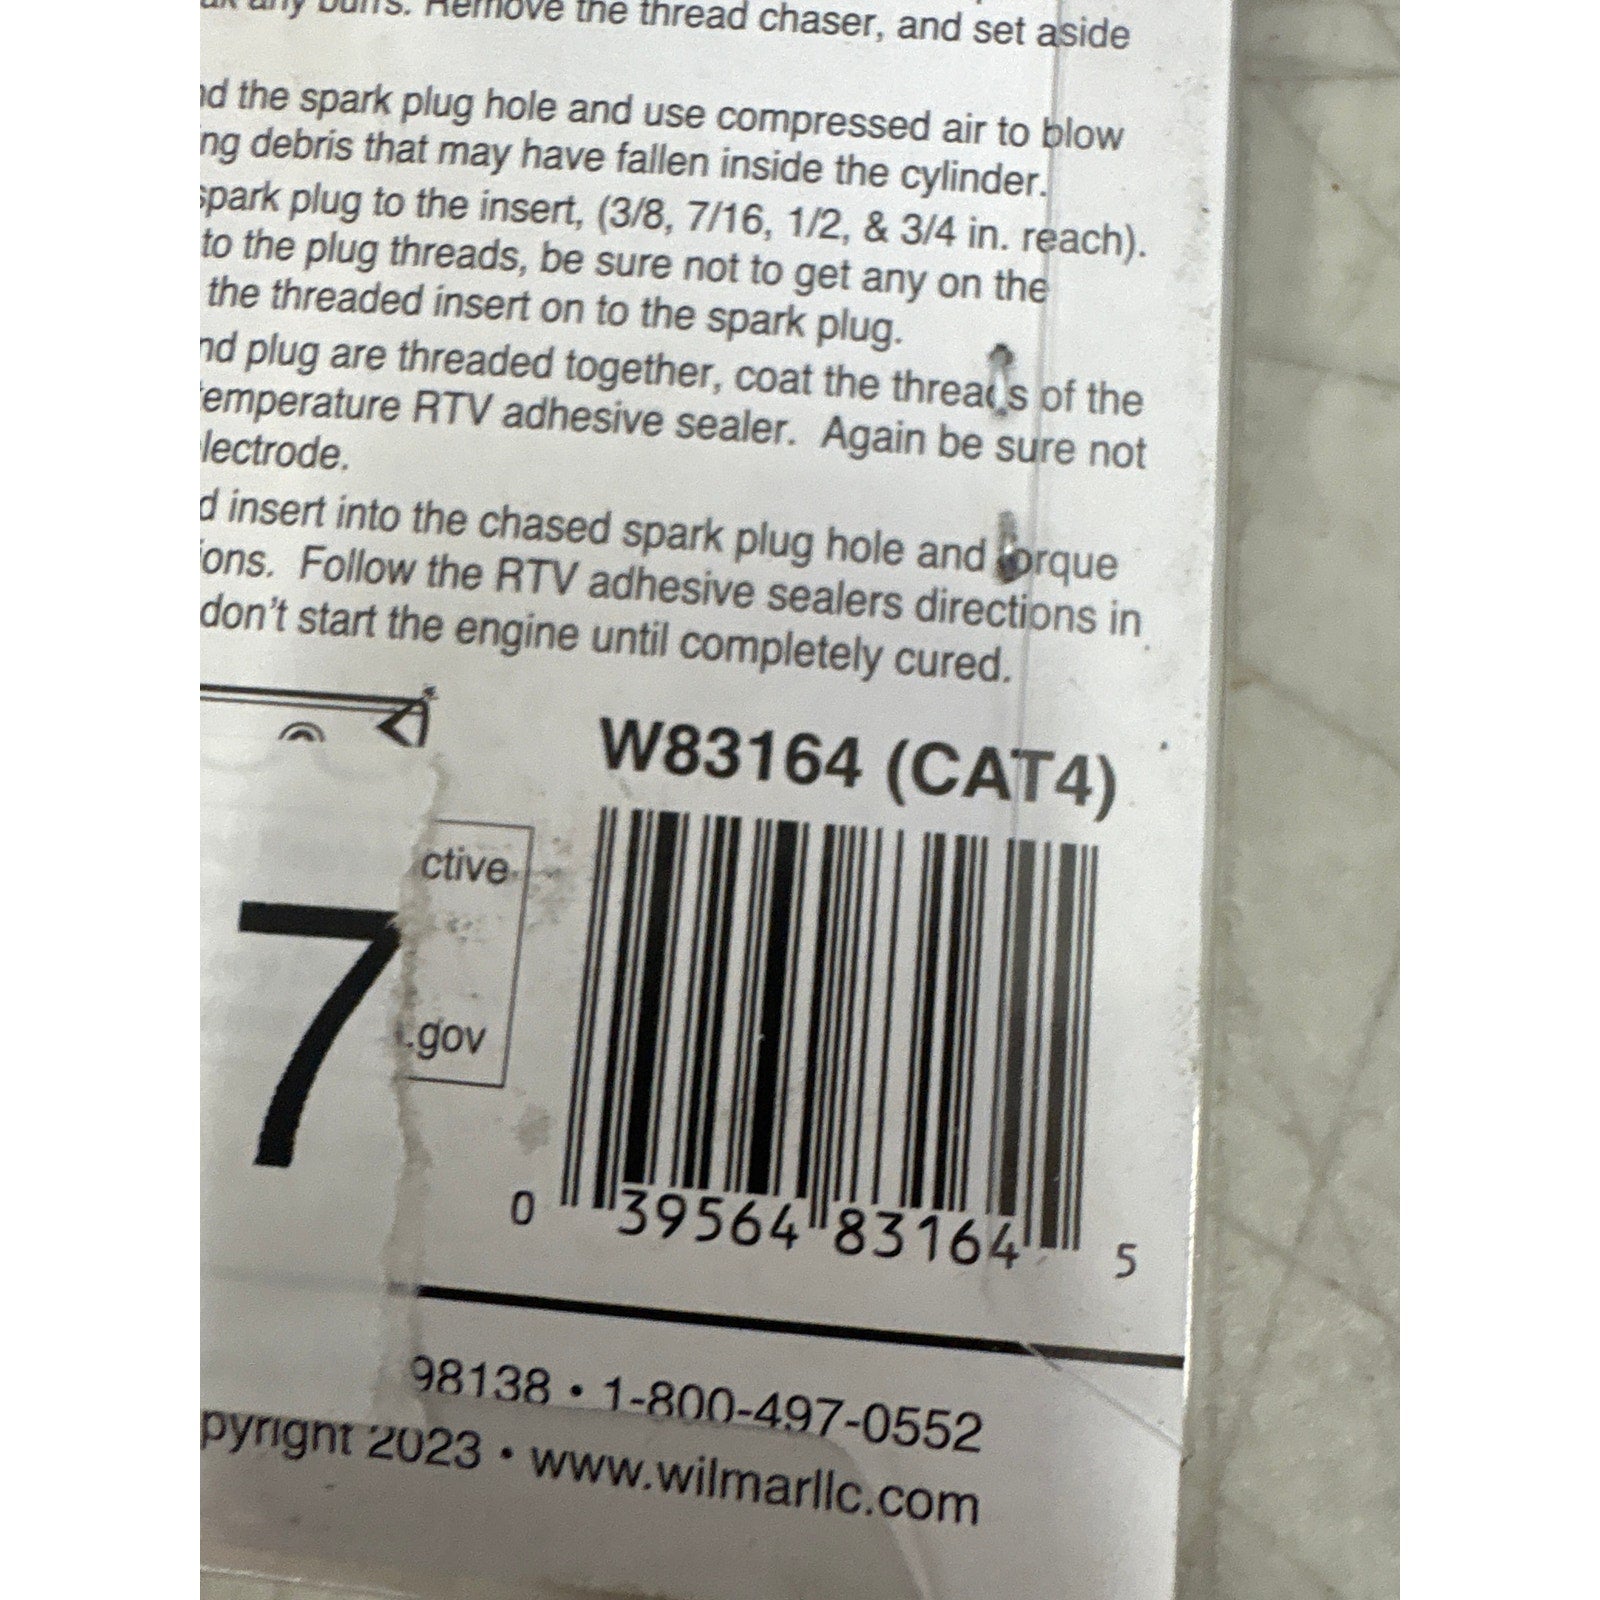 any burrs. Remove the thread chaser, and set aside
the spark plug hole and use compressed air to blow
debris that may have fallen inside the cylinder.
spark plug to the insert, (3/8, 7/16, 1/2, & 3/4 in. reach).
to the plug threads, be sure not to get any on the
the threaded insert on to the spark plug.
nd plug are threaded together, coat the threads of the
emperature RTV adhesive sealer. Again be sure not
lectrode.
d insert into the chased spark plug hole and torque
ons. Follow the RTV adhesive sealers directions in
don't start the engine until completely cured.
W83164 (CAT4)
ctive
7
.gov
0 39564 83164 5
98138 • 1-800-497-0552
pyright 2023 • www.wilmarllc.com